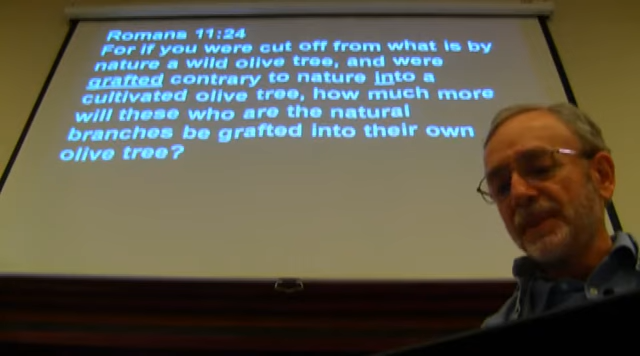 Romans 11:24
For if you were cut off from what is by
nature a wild olive tree, and were
grafted contrary to nature into a
cultivated olive tree, how much more
will these who are the natural
branches be grafted into their own
olive tree?